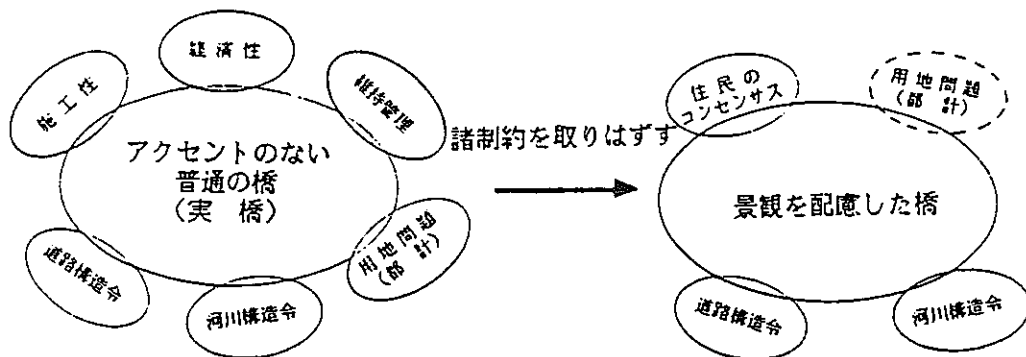 経済性
施工性
維持管理
アクセントのない
普通の橋
(実 橋)
道路構造令
河川構造令
用地問題
(都 計)
諸制約を取りはずす
住民の
コンセンサス
用地問題
(都 計)
景観を配慮した橋
道路構造令
河川構造令